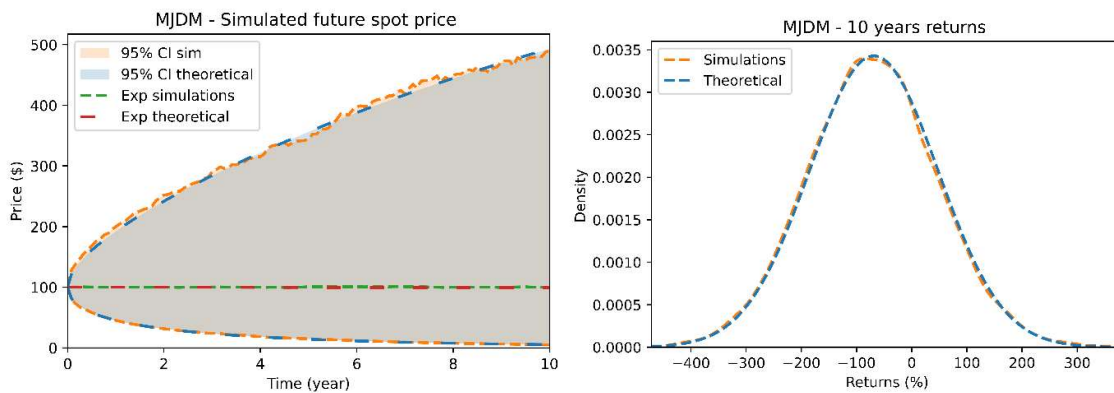 MJDM - Simulated future spot price
500
400
300
200
100
0
Price ($)
95% CI sim
95% CI theoretical
Exp simulations
Exp theoretical
0 2 4 6 8 10
Time (year)
MJDM - 10 years returns
0.0035
0.0030
0.0025
0.0020
0.0015
0.0010
0.0005
0.0000
Density
Simulations
Theoretical
−400 −300 −200 −100 0 100 200 300
Returns (%)